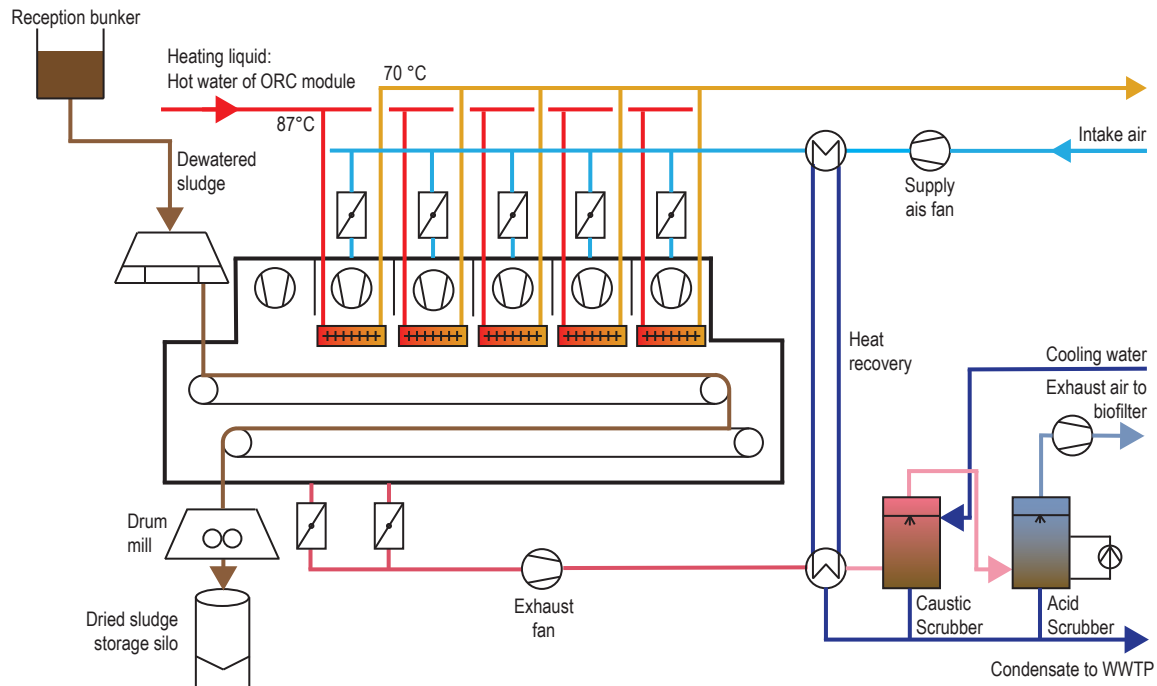 Reception bunker
Heating liquid:
Hot water of ORC module
70 °C
87°C
Intake air
Dewatered
sludge
Supply
ais fan
Heat
recovery
Cooling water
Exhaust air to
biofilter
Drum
mill
Exhaust
fan
Dried sludge
storage silo
Caustic
Scrubber
Acid
Scrubber
Condensate to WWTP